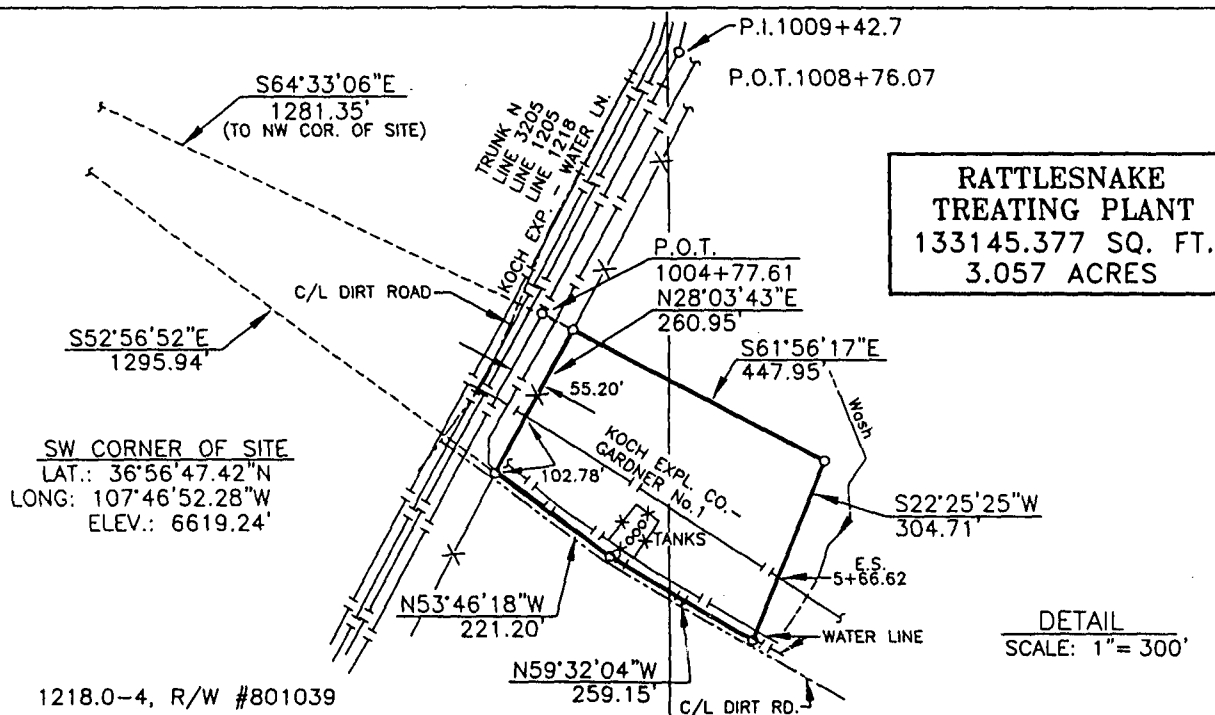 P.I.1009+42.7
P.O.T.1008+76.07
S64°33'06"E
1281.35'
(TO NW COR. OF SITE)
TRUNK N
LINE 3205
LINE 1205
LINE 1218
KOCH EXP. - WATER LN.
RATTLESNAKE
TREATING PLANT
133145.377 SQ. FT.
3.057 ACRES
P.O.T.
1004+77.61
C/L DIRT ROAD
N28°03'43"E
260.95'
S52°56'52"E
1295.94'
S61°56'17"E
447.95'
55.20'
Wash
KOCH EXPL. CO.-
GARDNER No.1
SW CORNER OF SITE
LAT.: 36°56'47.42"N
LONG: 107°46'52.28"W
ELEV.: 6619.24'
102.78'
S22°25'25"W
304.71'
TANKS
E.S.
5+66.62
N53°46'18"W
221.20'
WATER LINE
DETAIL
SCALE: 1"= 300'
N59°32'04"W
259.15'
1218.0-4, R/W #801039
C/L DIRT RD.